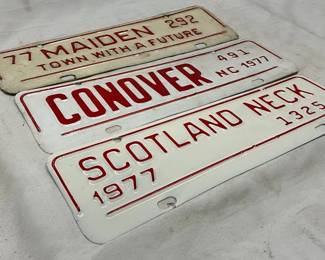 77 MAIDEN 292
TOWN WITH A FUTURE
CONOVER 491
NC 1977
SCOTLAND NECK
1977 1325